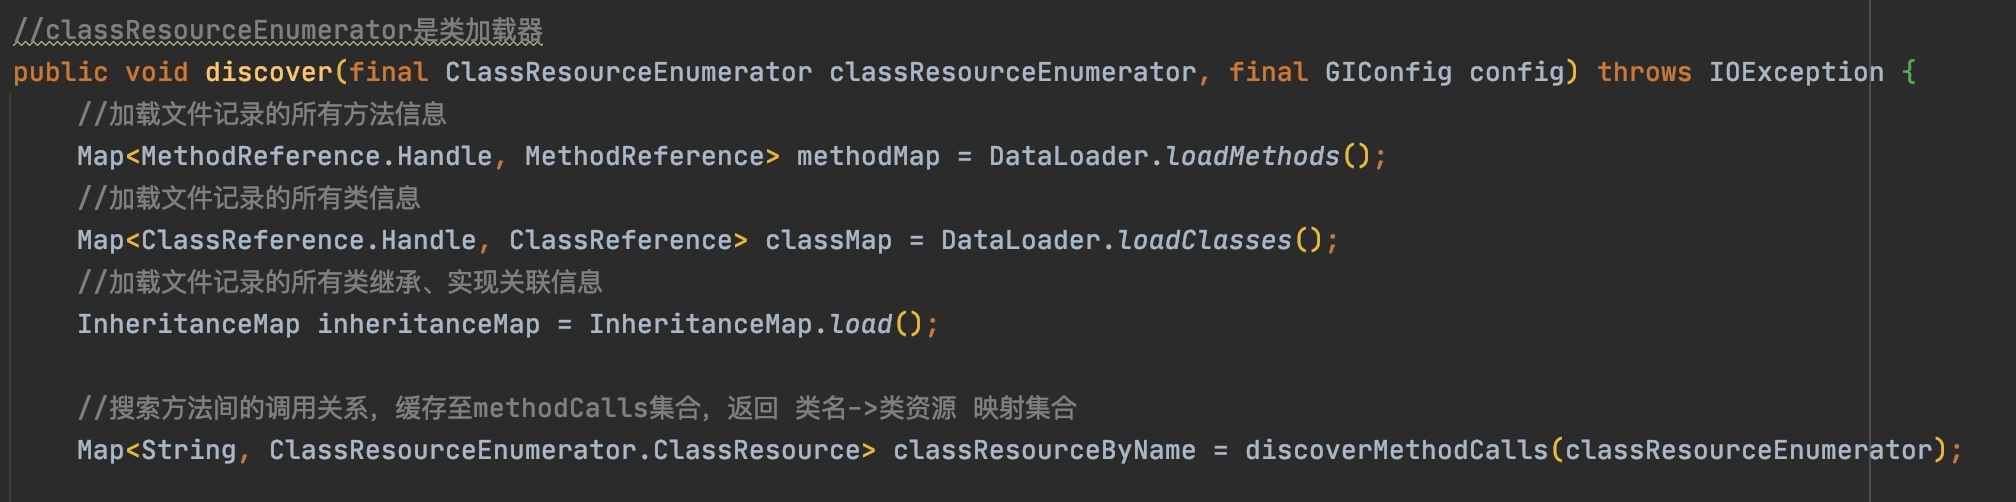 //classResourceEnumerator是类加载器
public void discover(final ClassResourceEnumerator classResourceEnumerator, final GIConfig config) throws IOException {
    //加载文件记录的所有方法信息
    Map<MethodReference.Handle, MethodReference> methodMap = DataLoader.loadMethods();
    //加载文件记录的所有类信息
    Map<ClassReference.Handle, ClassReference> classMap = DataLoader.loadClasses();
    //加载文件记录的所有类继承、实现关联信息
    InheritanceMap inheritanceMap = InheritanceMap.load();
    //搜索方法间的调用关系，缓存至methodCalls集合，返回 类名->类资源 映射集合
    Map<String, ClassResourceEnumerator.ClassResource> classResourceByName = discoverMethodCalls(classResourceEnumerator);